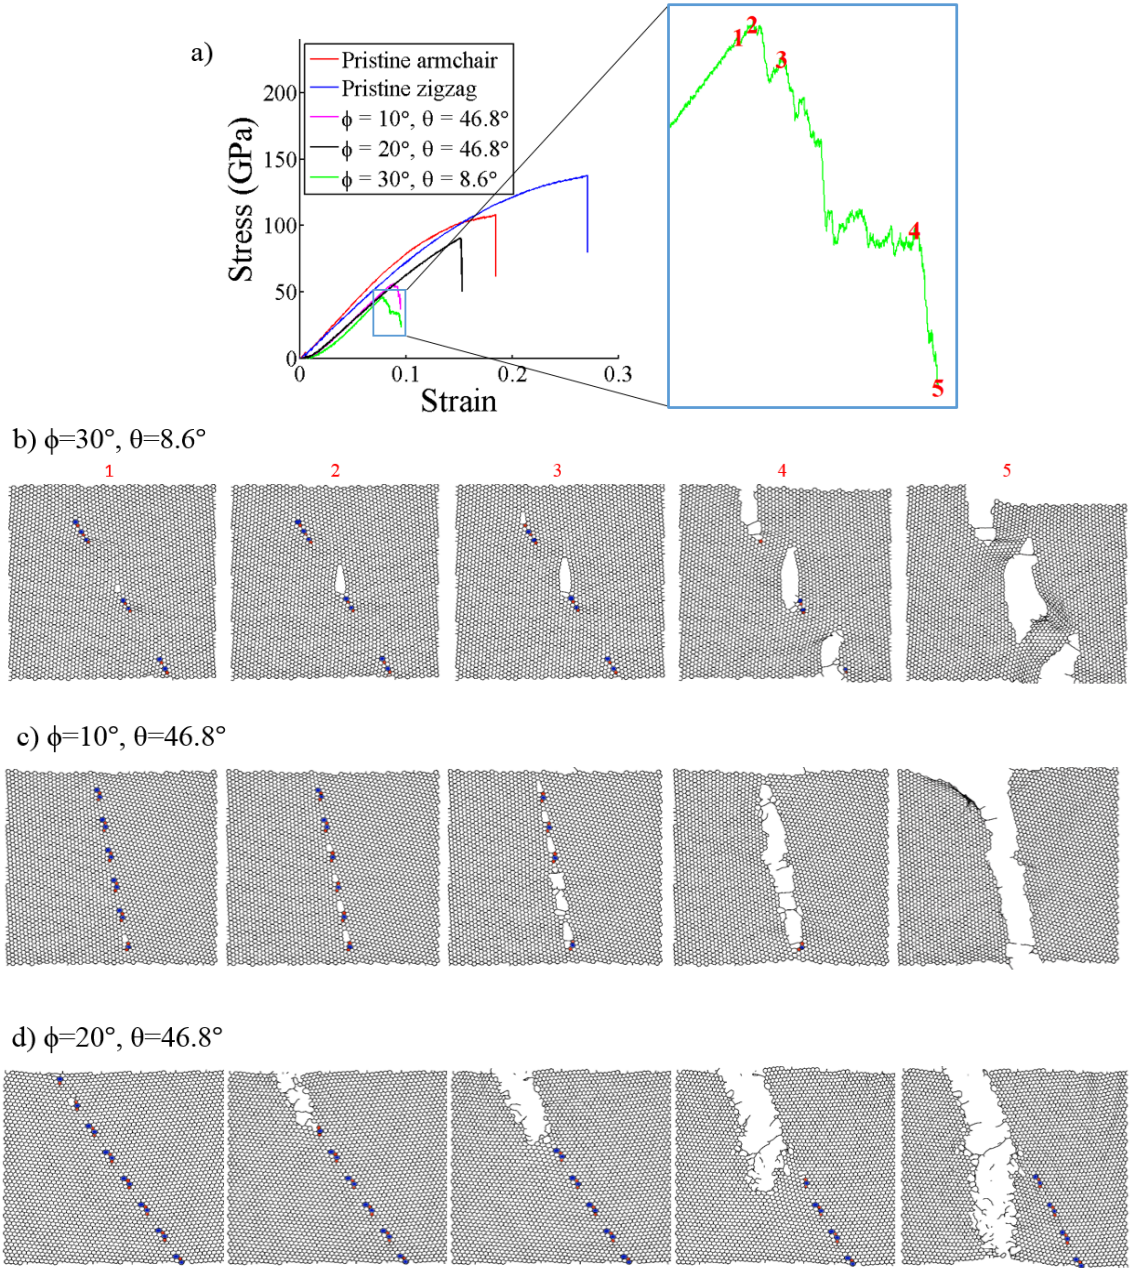 a)
Pristine armchair
Pristine zigzag
ϕ = 10°, θ = 46.8°
ϕ = 20°, θ = 46.8°
ϕ = 30°, θ = 8.6°
Stress (GPa)
200
150
100
50
0
0 0.1 0.2 0.3
Strain
1 2 3 4 5
b) ϕ=30°, θ=8.6°
1 2 3 4 5
c) ϕ=10°, θ=46.8°
d) ϕ=20°, θ=46.8°